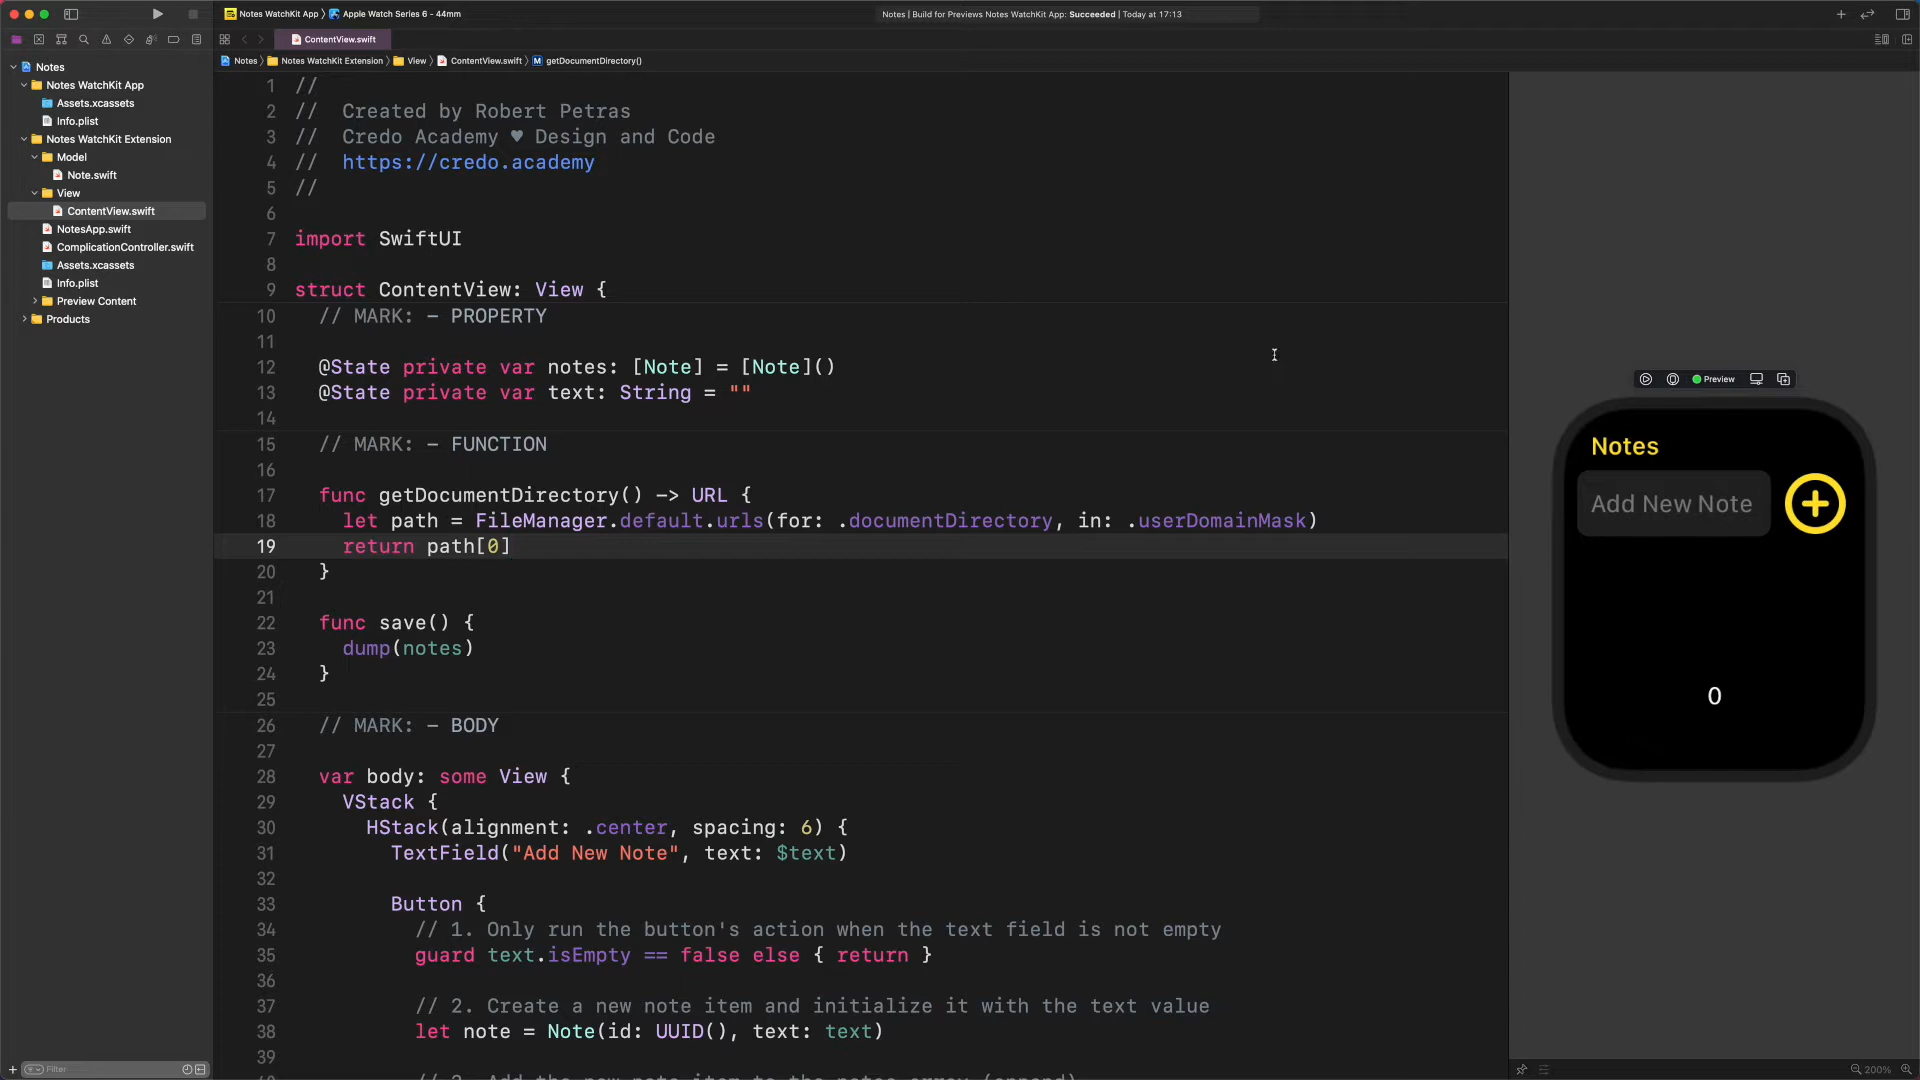 Notes WatchKit App
Apple Watch Series 6 - 44mm
Notes | Build for Previews Notes WatchKit App: Succeeded | Today at 17:13
ContentView.swift
Notes
Notes WatchKit Extension
View
ContentView.swift
M getDocumentDirectory()
Notes
Notes WatchKit App
Assets.xcassets
Info.plist
Notes WatchKit Extension
Model
Note.swift
View
ContentView.swift
NotesApp.swift
ComplicationController.swift
Assets.xcassets
Info.plist
Preview Content
Products
Filter
1 //
2 // Created by Robert Petras
3 // Credo Academy ♥ Design and Code
4 // https://credo.academy
5 //
6
7 import SwiftUI
8
9 struct ContentView: View {
10 // MARK: - PROPERTY
11
12 @State private var notes: [Note] = [Note]()
13 @State private var text: String = ""
14
15 // MARK: - FUNCTION
16
17 func getDocumentDirectory() -> URL {
18 let path = FileManager.default.urls(for: .documentDirectory, in: .userDomainMask)
19 return path[0]
20 }
21
22 func save() {
23 dump(notes)
24 }
25
26 // MARK: - BODY
27
28 var body: some View {
29 VStack {
30 HStack(alignment: .center, spacing: 6) {
31 TextField("Add New Note", text: $text)
32
33 Button {
34 // 1. Only run the button's action when the text field is not empty
35 guard text.isEmpty == false else { return }
36
37 // 2. Create a new note item and initialize it with the text value
38 let note = Note(id: UUID(), text: text)
39
Preview
Notes
Add New Note
0
200%